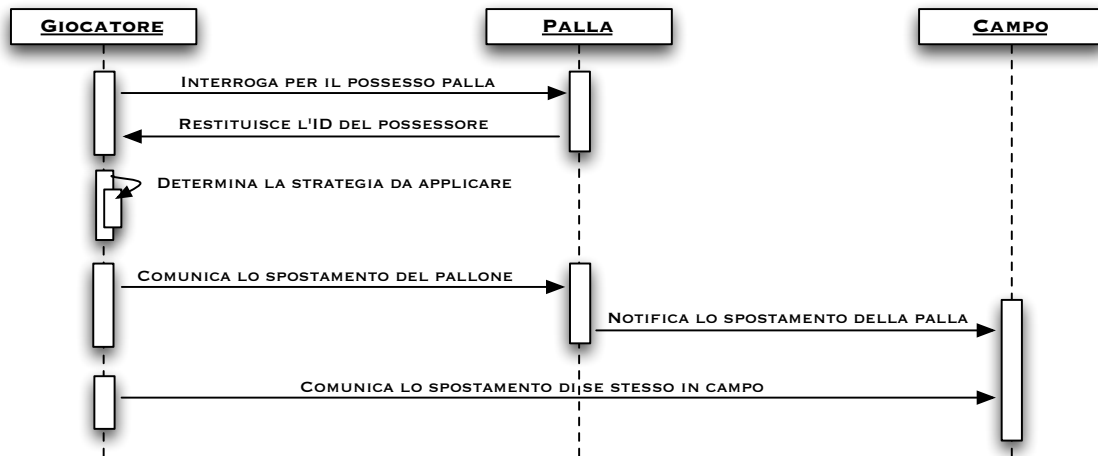 GIOCATORE
PALLA
CAMPO
INTERROGA PER IL POSSESSO PALLA
RESTITUISCE L'ID DEL POSSESSORE
DETERMINA LA STRATEGIA DA APPLICARE
COMUNICA LO SPOSTAMENTO DEL PALLONE
NOTIFICA LO SPOSTAMENTO DELLA PALLA
COMUNICA LO SPOSTAMENTO DI SE STESSO IN CAMPO